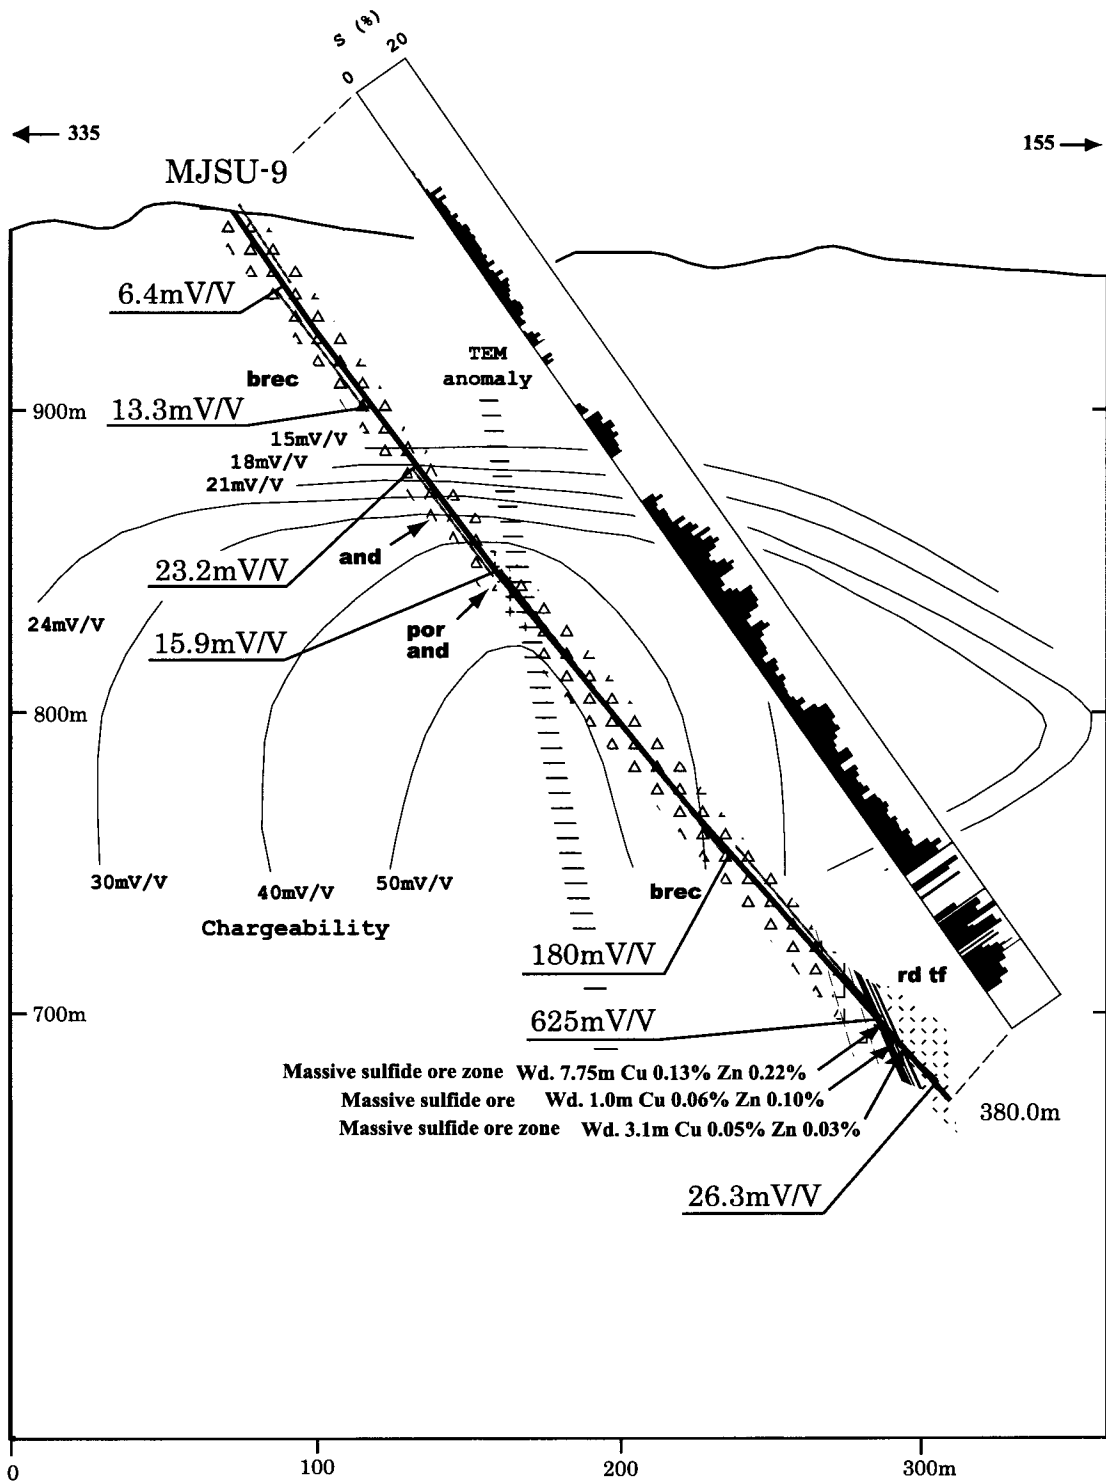 S (%)
0 20
335
155
MJSU-9
6.4mV/V
TEM
anomaly
brec
13.3mV/V
900m
15mV/V
18mV/V
21mV/V
and
23.2mV/V
24mV/V
por
and
15.9mV/V
800m
30mV/V
40mV/V
50mV/V
brec
Chargeability
180mV/V
rd tf
700m
625mV/V
Massive sulfide ore zone Wd. 7.75m Cu 0.13% Zn 0.22%
Massive sulfide ore Wd. 1.0m Cu 0.06% Zn 0.10%
Massive sulfide ore zone Wd. 3.1m Cu 0.05% Zn 0.03%
380.0m
26.3mV/V
0 100 200 300m